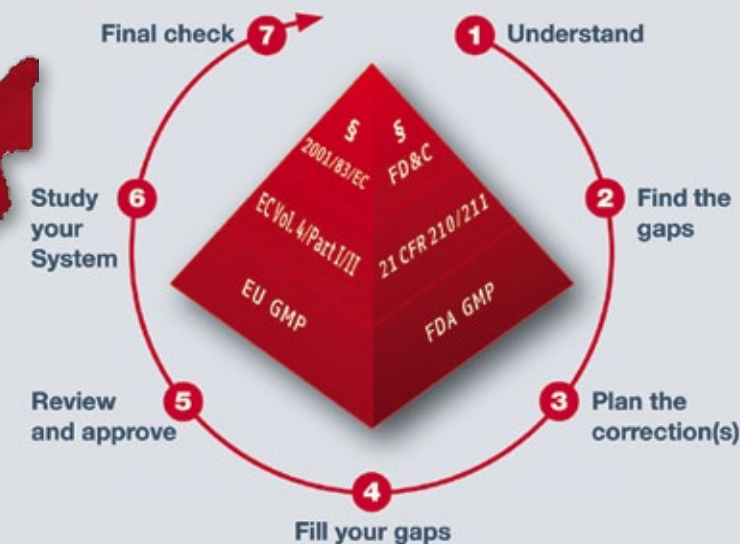 1 Understand
2 Find the
gaps
3 Plan the
correction(s)
4
Fill your gaps
5 Review
and approve
6 Study
your
System
7 Final check
§
2001/83/EC
EC Vol. 4/Part I/II
EU GMP
§
FD&C
21 CFR 210/211
FDA GMP